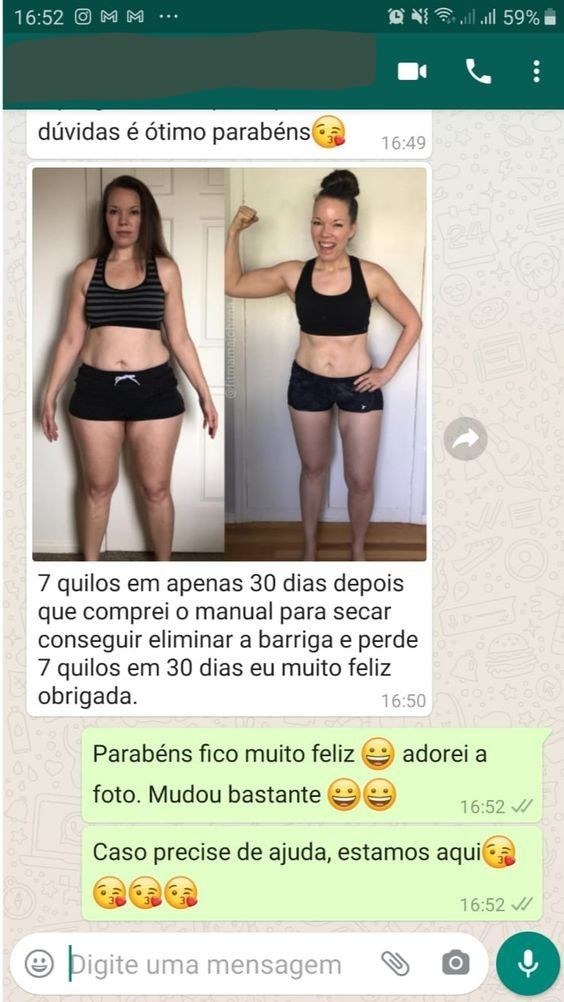 16:52
59%
dúvidas é ótimo parabéns😘
16:49
@fitmamajohnna
7 quilos em apenas 30 dias depois
que comprei o manual para secar
conseguir eliminar a barriga e perde
7 quilos em 30 dias eu muito feliz
obrigada.
16:50
Parabéns fico muito feliz 😀 adorei a
foto. Mudou bastante 😀😀
16:52
Caso precise de ajuda, estamos aqui😘
😘😘😘
16:52
Digite uma mensagem